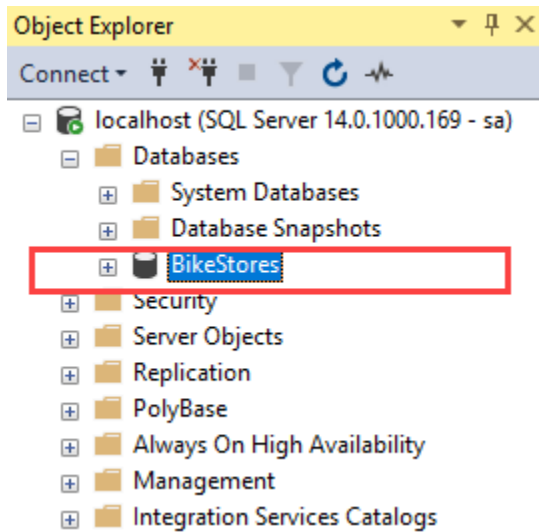 Object Explorer
Connect
localhost (SQL Server 14.0.1000.169 - sa)
Databases
System Databases
Database Snapshots
BikeStores
Security
Server Objects
Replication
PolyBase
Always On High Availability
Management
Integration Services Catalogs